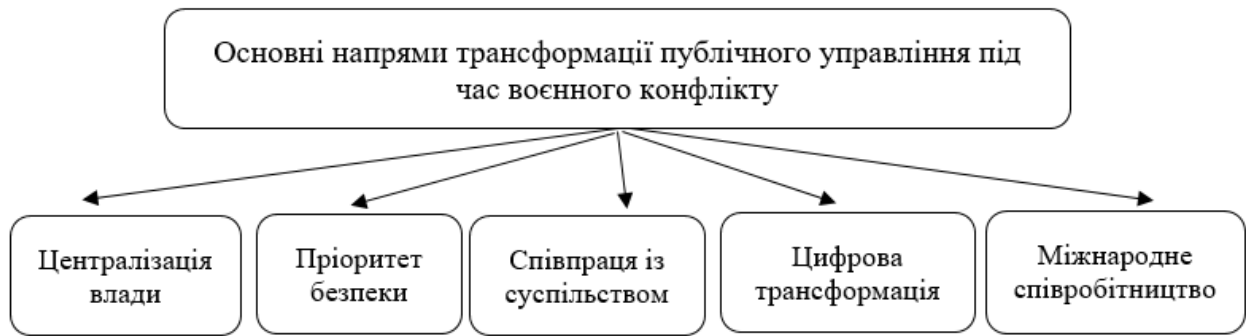 Основні напрями трансформації публічного управління під
час воєнного конфлікту
Централізація
влади
Пріоритет
безпеки
Співпраця із
суспільством
Цифрова
трансформація
Міжнародне
співробітництво